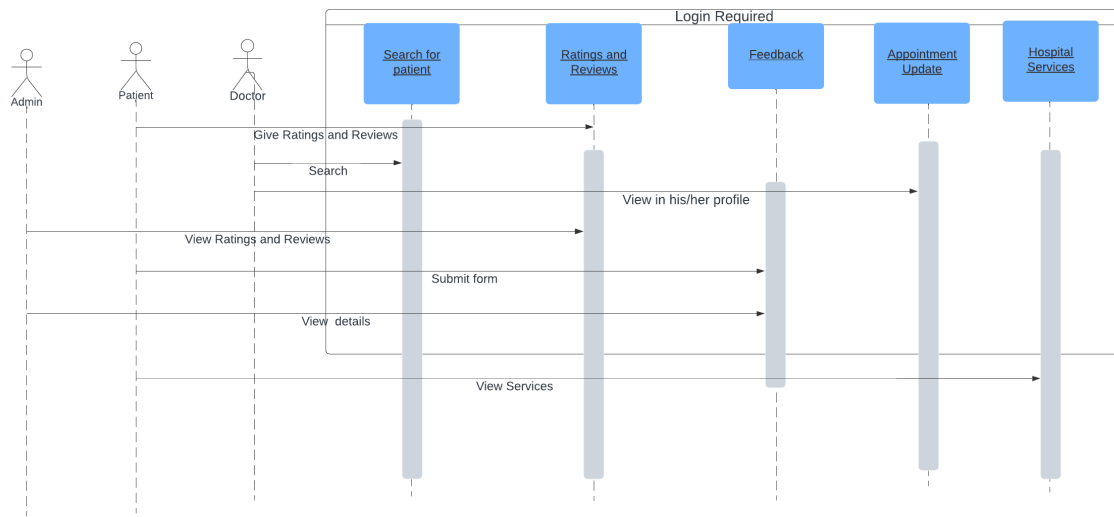 Login Required
Search for
patient
Ratings and
Reviews
Feedback
Appointment
Update
Hospital
Services
Admin
Patient
Doctor
Give Ratings and Reviews
Search
View in his/her profile
View Ratings and Reviews
Submit form
View  details
View Services